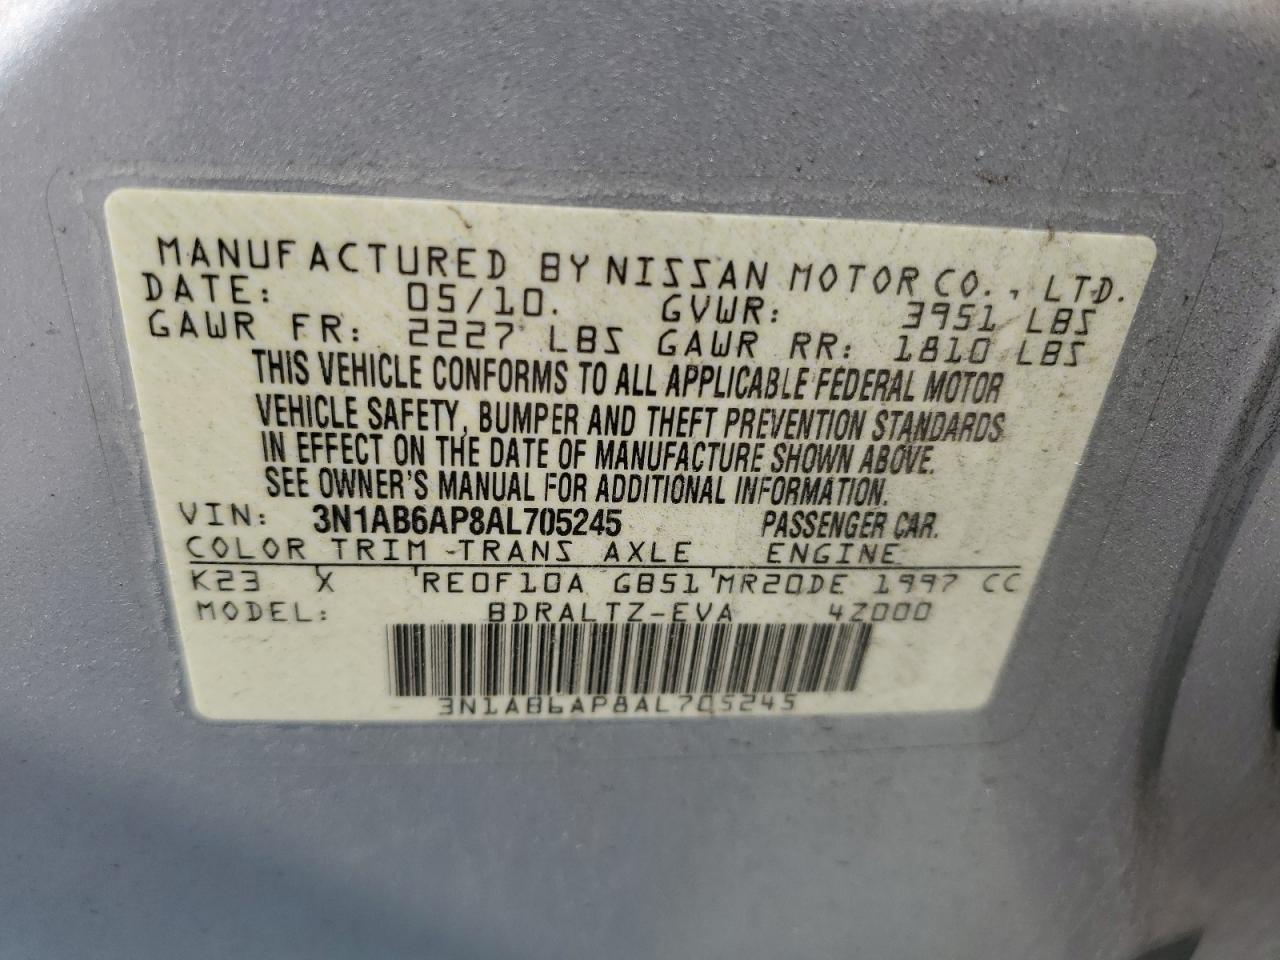 MANUFACTURED BY NISSAN MOTOR CO., LTD.
DATE: 05/10. GVWR: 3951 LBS
GAWR FR: 2227 LBS GAWR RR: 1810 LBS
THIS VEHICLE CONFORMS TO ALL APPLICABLE FEDERAL MOTOR
VEHICLE SAFETY, BUMPER AND THEFT PREVENTION STANDARDS
IN EFFECT ON THE DATE OF MANUFACTURE SHOWN ABOVE.
SEE OWNER'S MANUAL FOR ADDITIONAL INFORMATION.
VIN: 3N1AB6AP8AL705245 PASSENGER CAR.
COLOR TRIM TRANS AXLE ENGINE
K23 X RE0F10A GB51 MR20DE 1997 CC
MODEL: BDRALTZ-EVA 4Z000
3N1AB6AP8AL705245